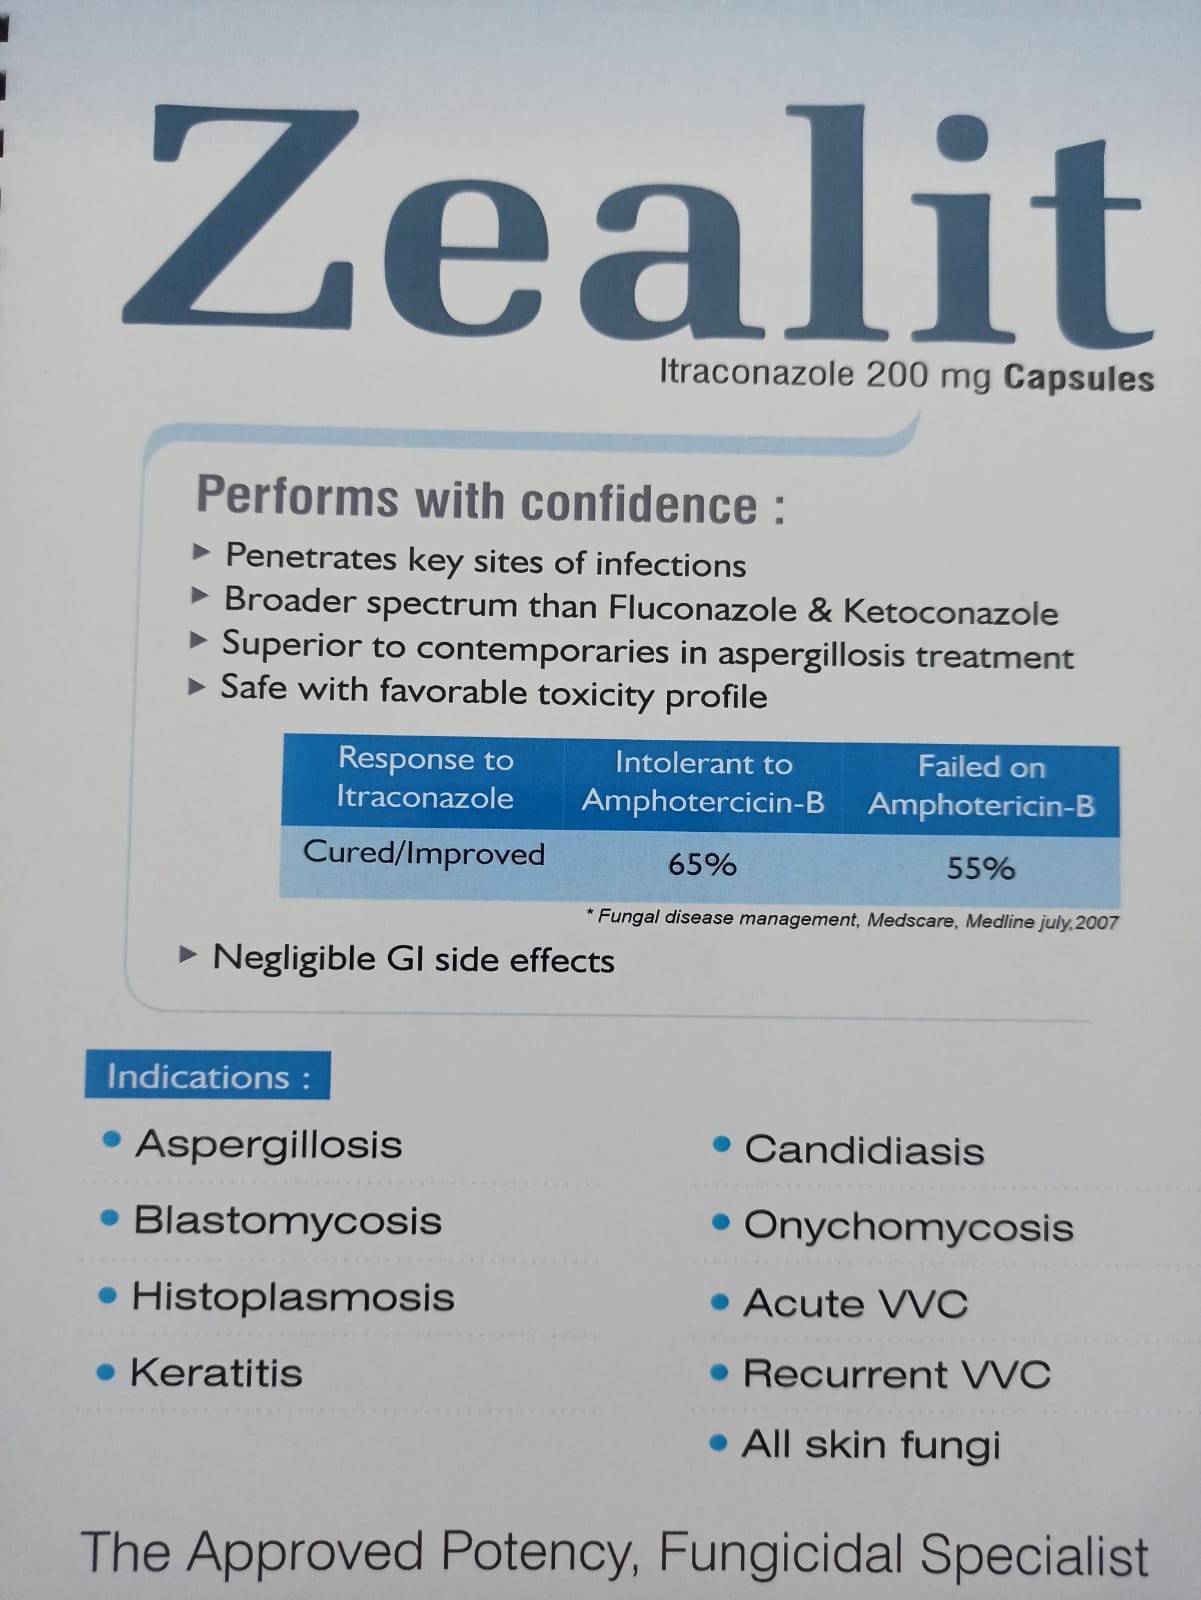 Zealit
Itraconazole 200 mg Capsules
Performs with confidence :
► Penetrates key sites of infections
► Broader spectrum than Fluconazole & Ketoconazole
► Superior to contemporaries in aspergillosis treatment
► Safe with favorable toxicity profile
Response to Itraconazole
Intolerant to Amphotercicin-B
Failed on Amphotericin-B
Cured/Improved 65% 55%
* Fungal disease management, Medscare, Medline july,2007
► Negligible GI side effects
Indications :
• Aspergillosis
• Blastomycosis
• Histoplasmosis
• Keratitis
• Candidiasis
• Onychomycosis
• Acute VVC
• Recurrent VVC
• All skin fungi
The Approved Potency, Fungicidal Specialist